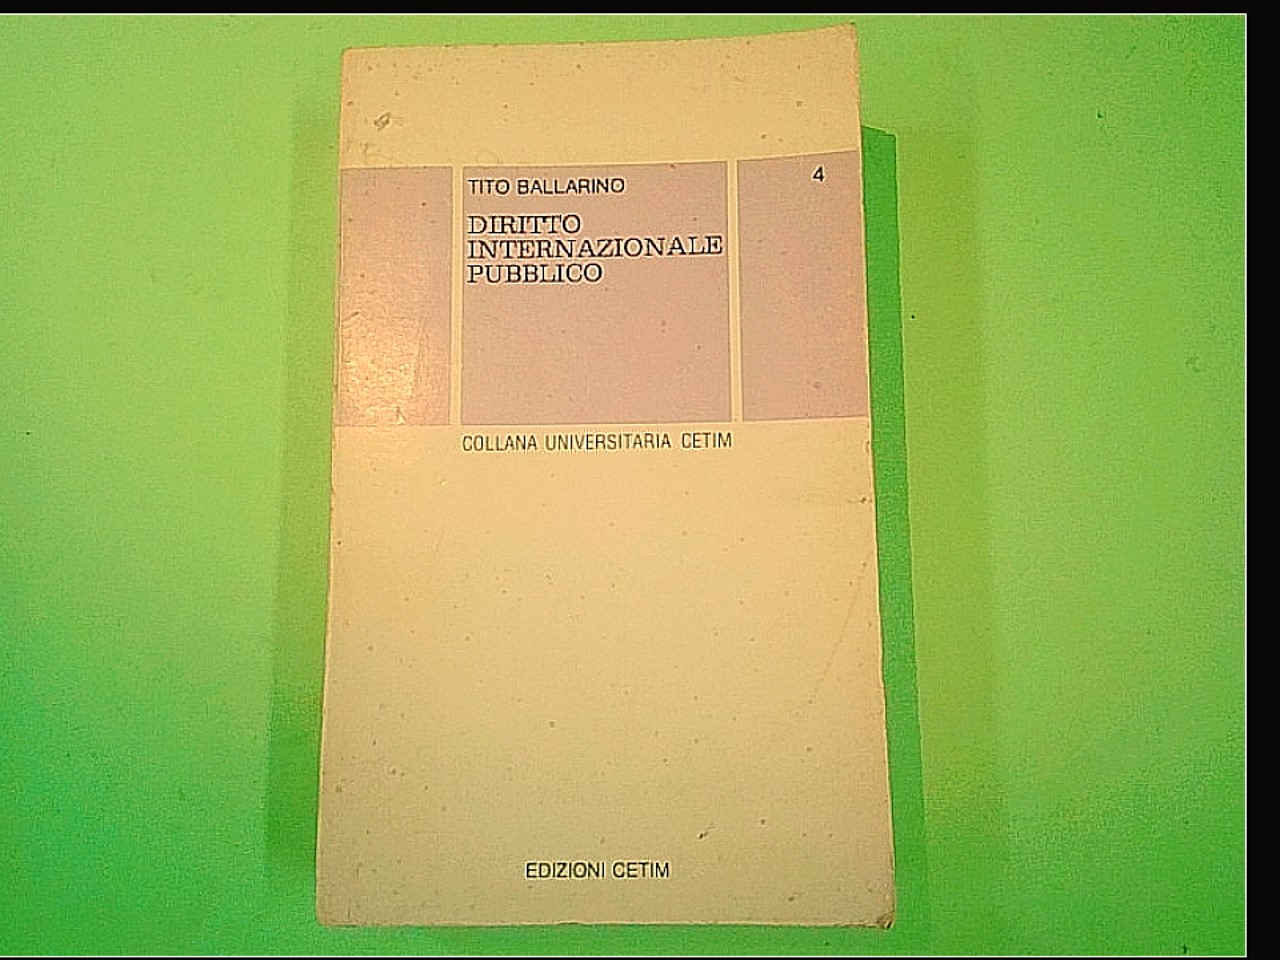 TITO BALLARINO
4
DIRITTO
INTERNAZIONALE
PUBBLICO
COLLANA UNIVERSITARIA CETIM
EDIZIONI CETIM